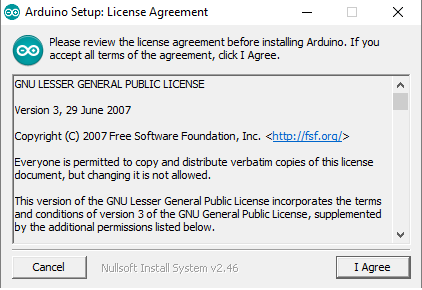 Arduino Setup: License Agreement
Please review the license agreement before installing Arduino. If you
accept all terms of the agreement, click I Agree.
GNU LESSER GENERAL PUBLIC LICENSE
Version 3, 29 June 2007
Copyright (C) 2007 Free Software Foundation, Inc. <http://fsf.org/>
Everyone is permitted to copy and distribute verbatim copies of this license
document, but changing it is not allowed.
This version of the GNU Lesser General Public License incorporates the terms
and conditions of version 3 of the GNU General Public License, supplemented
by the additional permissions listed below.
Cancel
Nullsoft Install System v2.46
I Agree